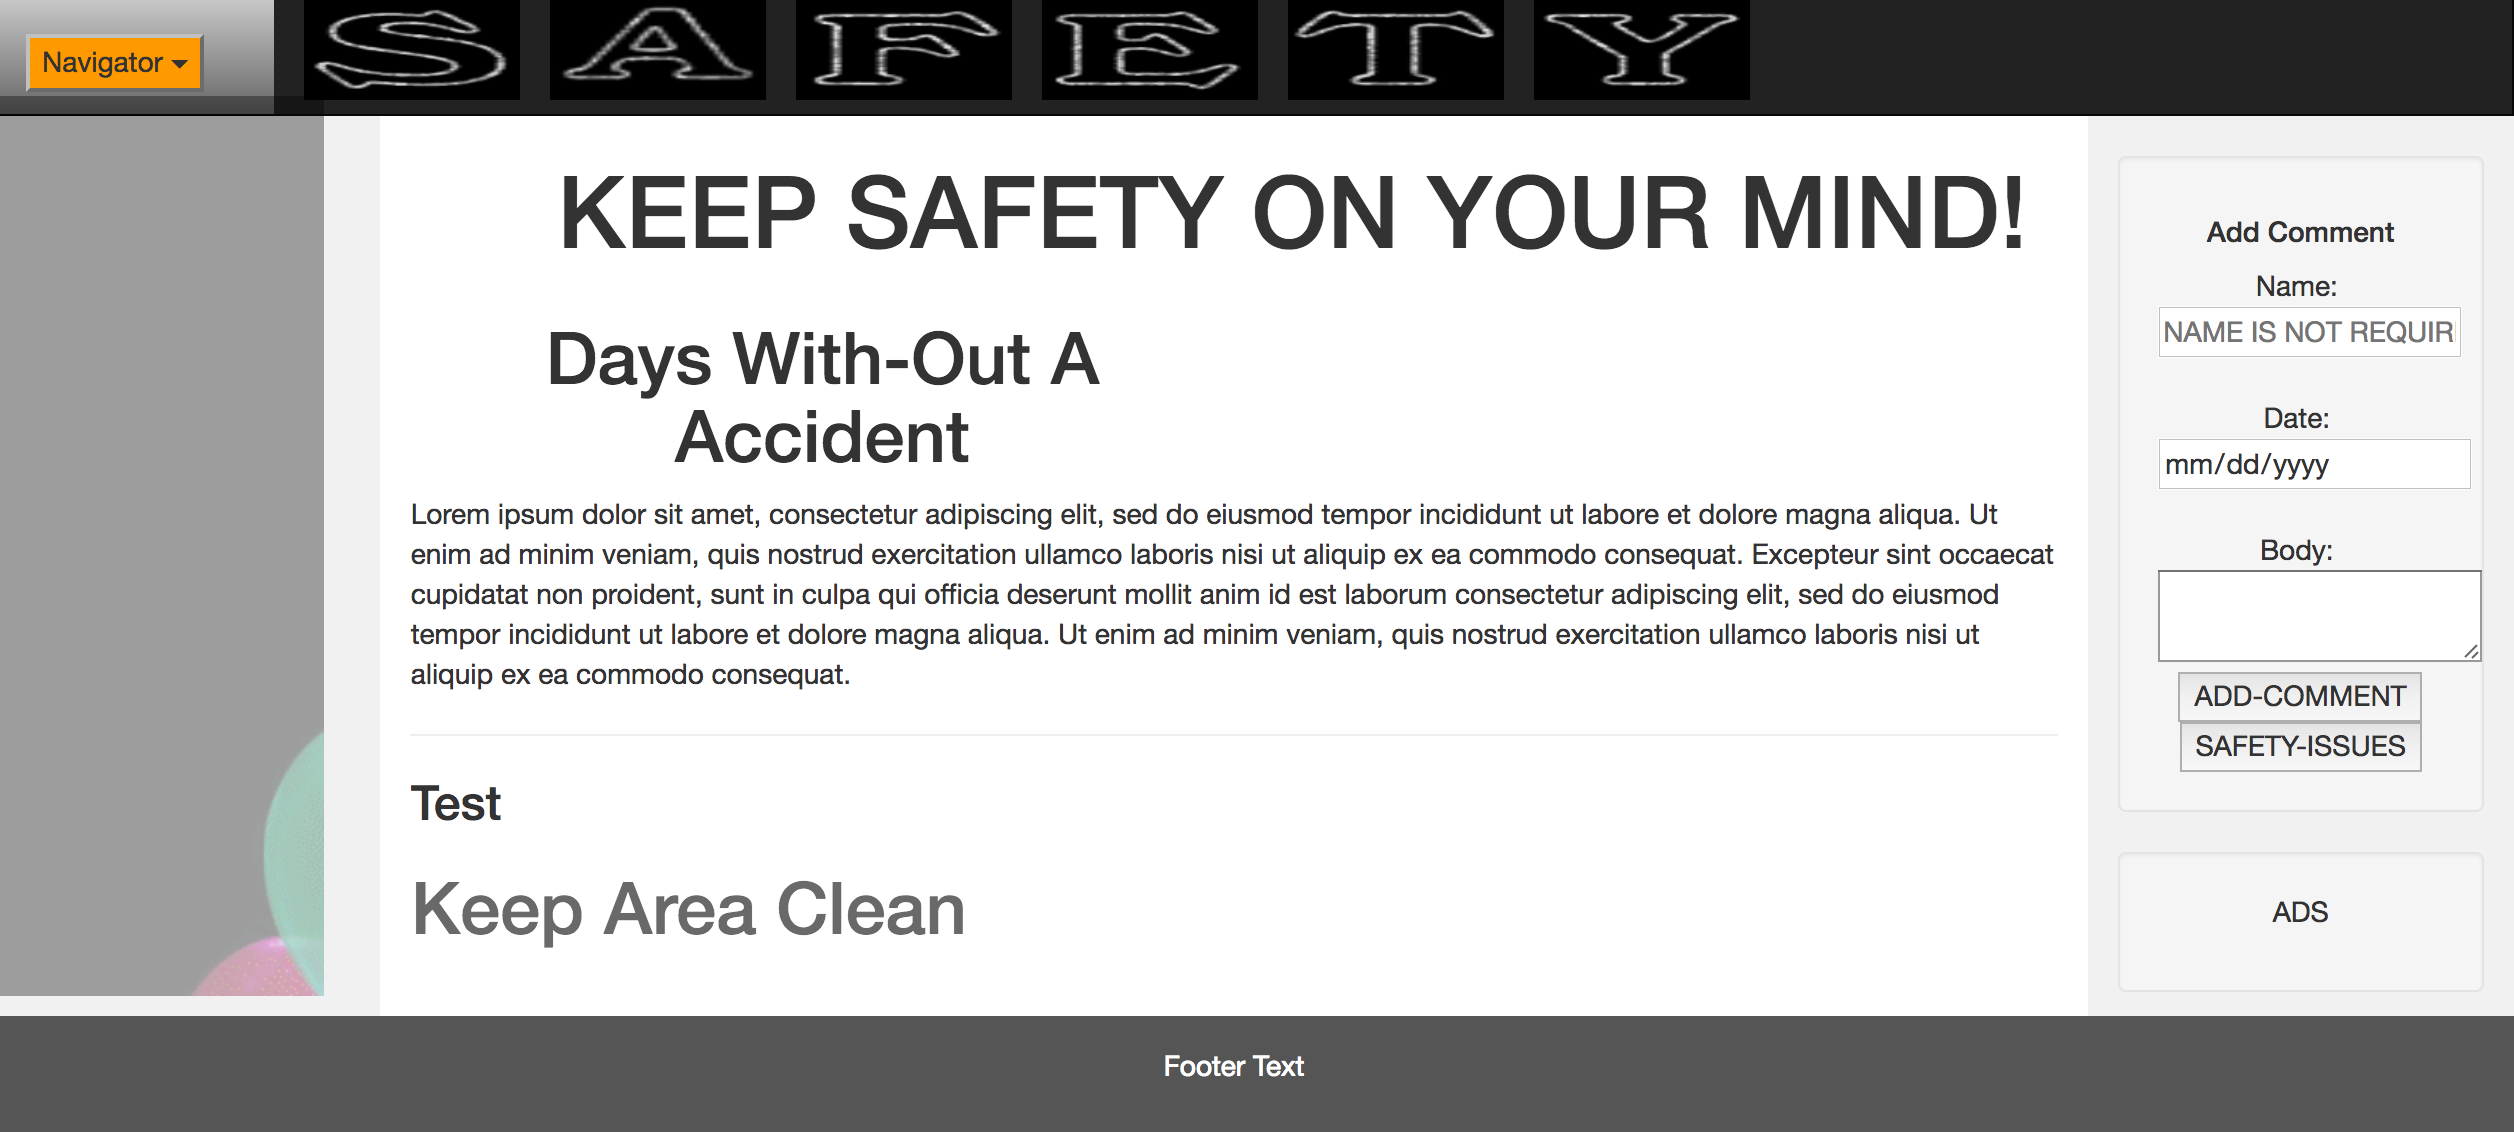 Navigator
SAFETY
KEEP SAFETY ON YOUR MIND!
Days With-Out A
Accident
Lorem ipsum dolor sit amet, consectetur adipiscing elit, sed do eiusmod tempor incididunt ut labore et dolore magna aliqua. Ut
enim ad minim veniam, quis nostrud exercitation ullamco laboris nisi ut aliquip ex ea commodo consequat. Excepteur sint occaecat
cupidatat non proident, sunt in culpa qui officia deserunt mollit anim id est laborum consectetur adipiscing elit, sed do eiusmod
tempor incididunt ut labore et dolore magna aliqua. Ut enim ad minim veniam, quis nostrud exercitation ullamco laboris nisi ut
aliquip ex ea commodo consequat.
Test
Keep Area Clean
Add Comment
Name:
NAME IS NOT REQUIR
Date:
mm/dd/yyyy
Body:
ADD-COMMENT
SAFETY-ISSUES
ADS
Footer Text